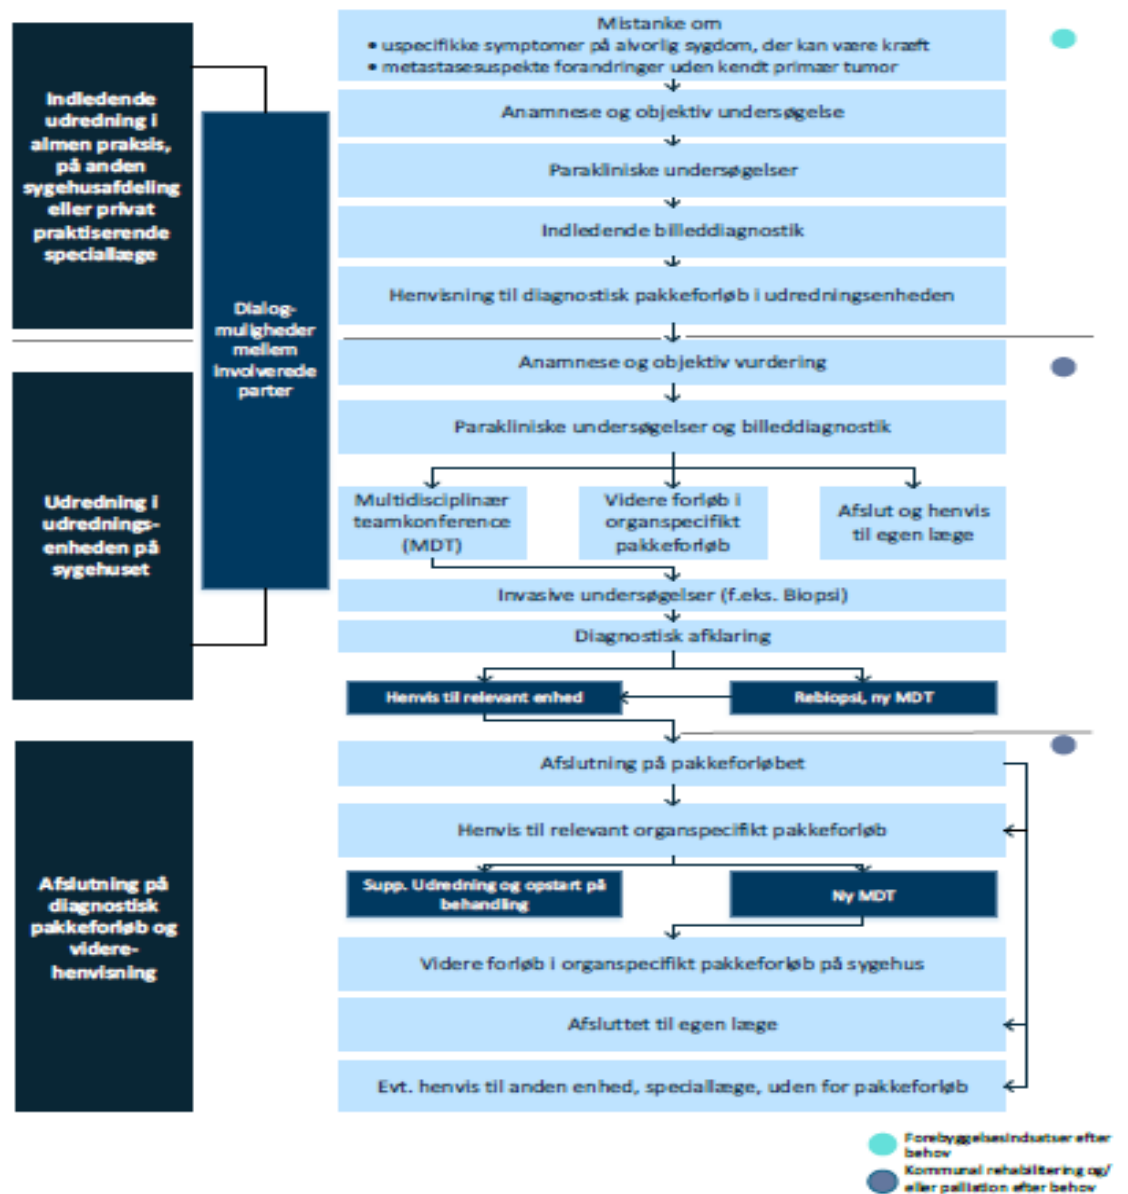 Mistanke om
• uspecifikke symptomer på alvorlig sygdom, der kan være kræft
• metastasesuspekte forandringer uden kendt primær tumor
Indledende
udredning i
almen praksis,
på anden
sygehusafdeling
eller privat
praktiserende
speciallæge
Anamnese og objektiv undersøgelse
Parakliniske undersøgelser
Indledende billeddiagnostik
Henvisning til diagnostisk pakkeforløb i udredningsenheden
Dialog-
muligheder
mellem
involverede
parter
Anamnese og objektiv vurdering
Parakliniske undersøgelser og billeddiagnostik
Udredning i
udrednings-
enheden på
sygehuset
Multidisciplinær
teamkonference
(MDT)
Videre forløb i
organspecifikt
pakkeforløb
Afslut og henvis
til egen læge
Invasive undersøgelser (f.eks. Biopsi)
Diagnostisk afklaring
Henvis til relevant enhed
Rebiopsi, ny MDT
Afslutning på pakkeforløbet
Henvis til relevant organspecifikt pakkeforløb
Afslutning på
diagnostisk
pakkeforløb og
videre-
henvisning
Supp. Udredning og opstart på
behandling
Ny MDT
Videre forløb i organspecifikt pakkeforløb på sygehus
Afsluttet til egen læge
Evt. henvis til anden enhed, speciallæge, uden for pakkeforløb
Forebyggelsesindsatser efter
behov
Kommunal rehabilitering og/
eller palliation efter behov